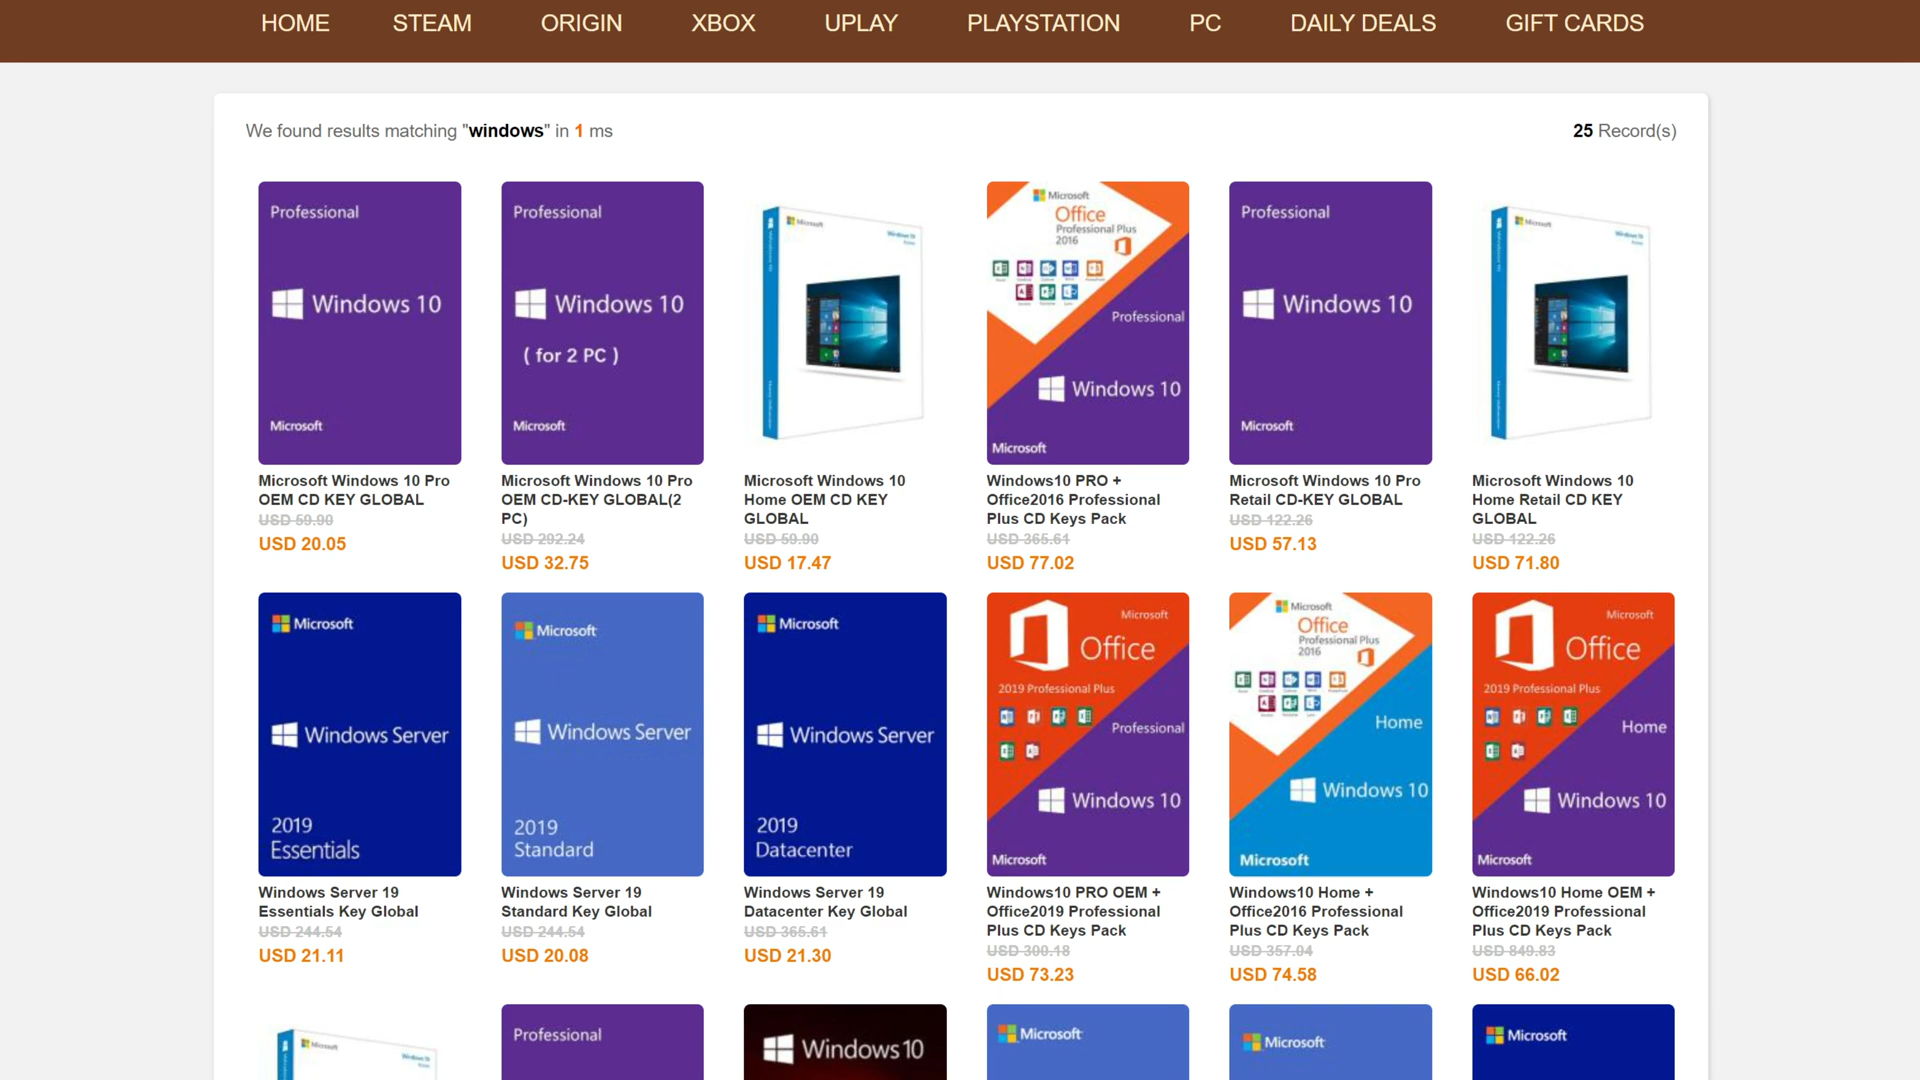 HOME STEAM ORIGIN XBOX UPLAY PLAYSTATION PC DAILY DEALS GIFT CARDS
We found results matching "windows" in 1 ms
25 Record(s)
Professional
Windows 10
Microsoft
Professional
Windows 10
( for 2 PC )
Microsoft
Microsoft
Windows 10
Microsoft
Office
Professional Plus
2016
Professional
Windows 10
Microsoft
Professional
Windows 10
Microsoft
Microsoft
Windows 10
Microsoft Windows 10 Pro
OEM CD KEY GLOBAL
USD 59.90
USD 20.05
Microsoft Windows 10 Pro
OEM CD-KEY GLOBAL(2
PC)
USD 292.24
USD 32.75
Microsoft Windows 10
Home OEM CD KEY
GLOBAL
USD 59.90
USD 17.47
Windows10 PRO +
Office2016 Professional
Plus CD Keys Pack
USD 365.61
USD 77.02
Microsoft Windows 10 Pro
Retail CD-KEY GLOBAL
USD 122.26
USD 57.13
Microsoft Windows 10
Home Retail CD KEY
GLOBAL
USD 122.26
USD 71.80
Microsoft
Windows Server
2019
Essentials
Microsoft
Windows Server
2019
Standard
Microsoft
Windows Server
2019
Datacenter
Microsoft
Office
2019 Professional Plus
Professional
Windows 10
Microsoft
Microsoft
Office
Professional Plus
2016
Home
Windows 10
Microsoft
Microsoft
Office
2019 Professional Plus
Home
Windows 10
Microsoft
Windows Server 19
Essentials Key Global
USD 244.54
USD 21.11
Windows Server 19
Standard Key Global
USD 244.54
USD 20.08
Windows Server 19
Datacenter Key Global
USD 365.61
USD 21.30
Windows10 PRO OEM +
Office2019 Professional
Plus CD Keys Pack
USD 300.18
USD 73.23
Windows10 Home +
Office2016 Professional
Plus CD Keys Pack
USD 357.04
USD 74.58
Windows10 Home OEM +
Office2019 Professional
Plus CD Keys Pack
USD 849.83
USD 66.02
Microsoft
Professional
Windows 10
Microsoft
Microsoft
Microsoft